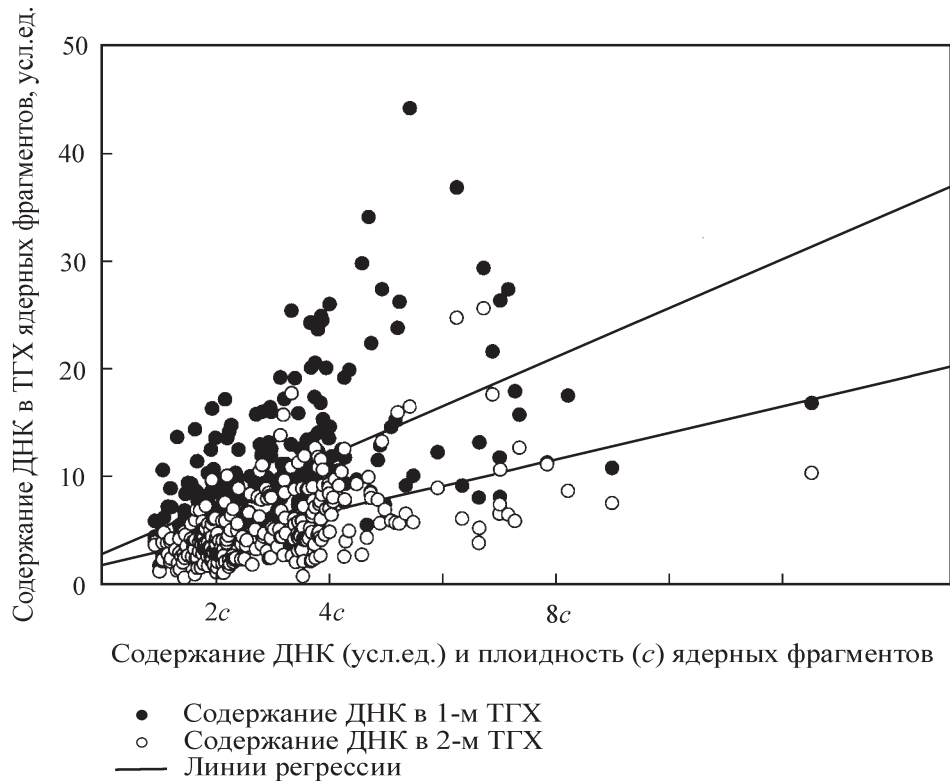 Содержание ДНК в ТГХ ядерных фрагментов, усл.ед.
50
40
30
20
10
0
2c
4c
8c
Содержание ДНК (усл.ед.) и плоидность (c) ядерных фрагментов
Содержание ДНК в 1-м ТГХ
Содержание ДНК в 2-м ТГХ
Линии регрессии